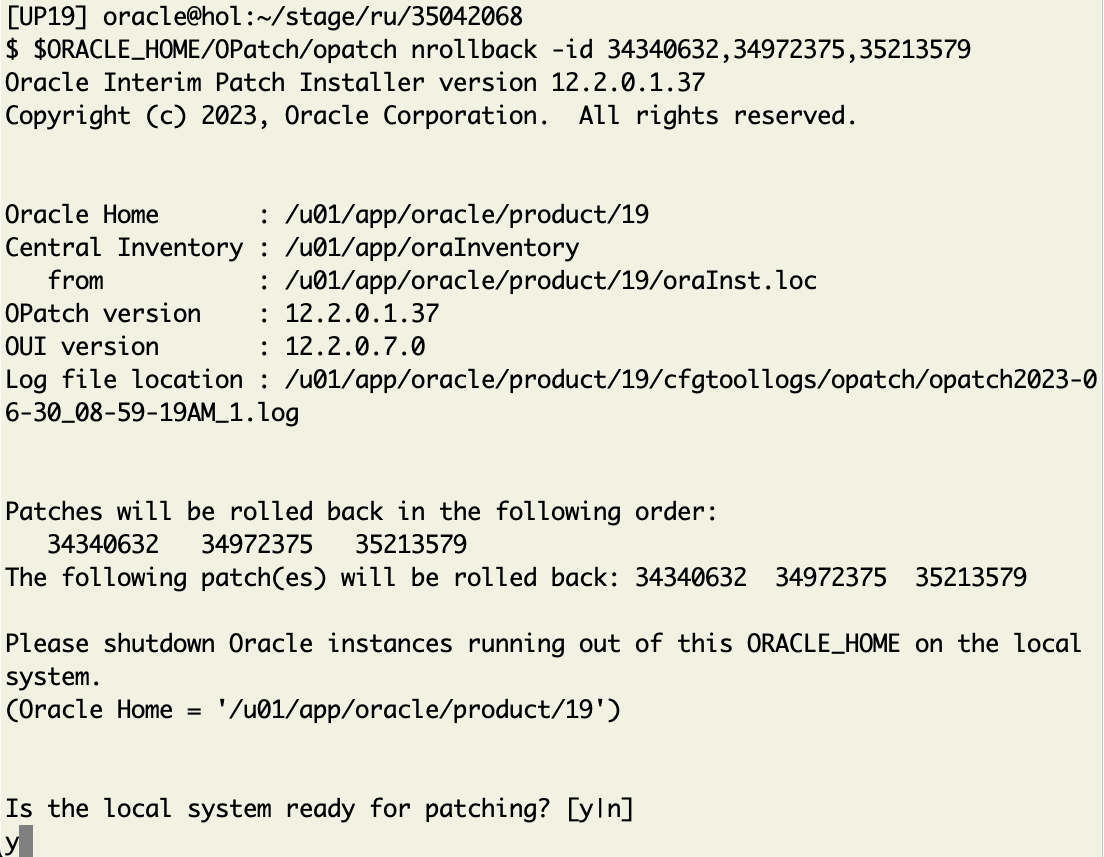 [UP19] oracle@hol:~/stage/ru/35042068
$ $ORACLE_HOME/OPatch/opatch nrollback -id 34340632,34972375,35213579
Oracle Interim Patch Installer version 12.2.0.1.37
Copyright (c) 2023, Oracle Corporation.  All rights reserved.
Oracle Home       : /u01/app/oracle/product/19
Central Inventory : /u01/app/oraInventory
   from           : /u01/app/oracle/product/19/oraInst.loc
OPatch version    : 12.2.0.1.37
OUI version       : 12.2.0.7.0
Log file location : /u01/app/oracle/product/19/cfgtoollogs/opatch/opatch2023-0
6-30_08-59-19AM_1.log
Patches will be rolled back in the following order:
   34340632   34972375   35213579
The following patch(es) will be rolled back: 34340632  34972375  35213579
Please shutdown Oracle instances running out of this ORACLE_HOME on the local
system.
(Oracle Home = '/u01/app/oracle/product/19')
Is the local system ready for patching? [y|n]
y